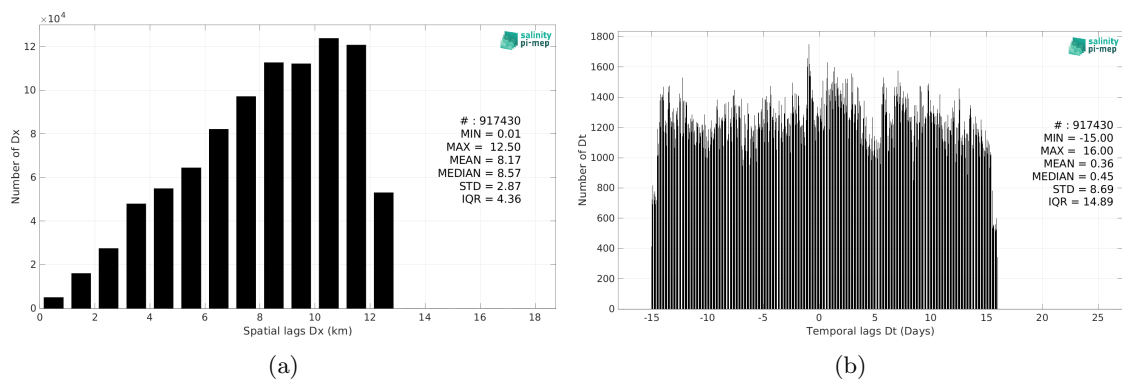 ×10^4
12
10
8
6
4
2
0
Number of Dx
0 2 4 6 8 10 12 14 16 18
Spatial lags Dx (km)
salinity
pi-mep
# : 917430
MIN = 0.01
MAX = 12.50
MEAN = 8.17
MEDIAN = 8.57
STD = 2.87
IQR = 4.36
(a)
1800
1600
1400
1200
1000
800
600
400
200
0
Number of Dt
-15 -10 -5 0 5 10 15 20 25
Temporal lags Dt (Days)
salinity
pi-mep
# : 917430
MIN = -15.00
MAX = 16.00
MEAN = 0.36
MEDIAN = 0.45
STD = 8.69
IQR = 14.89
(b)